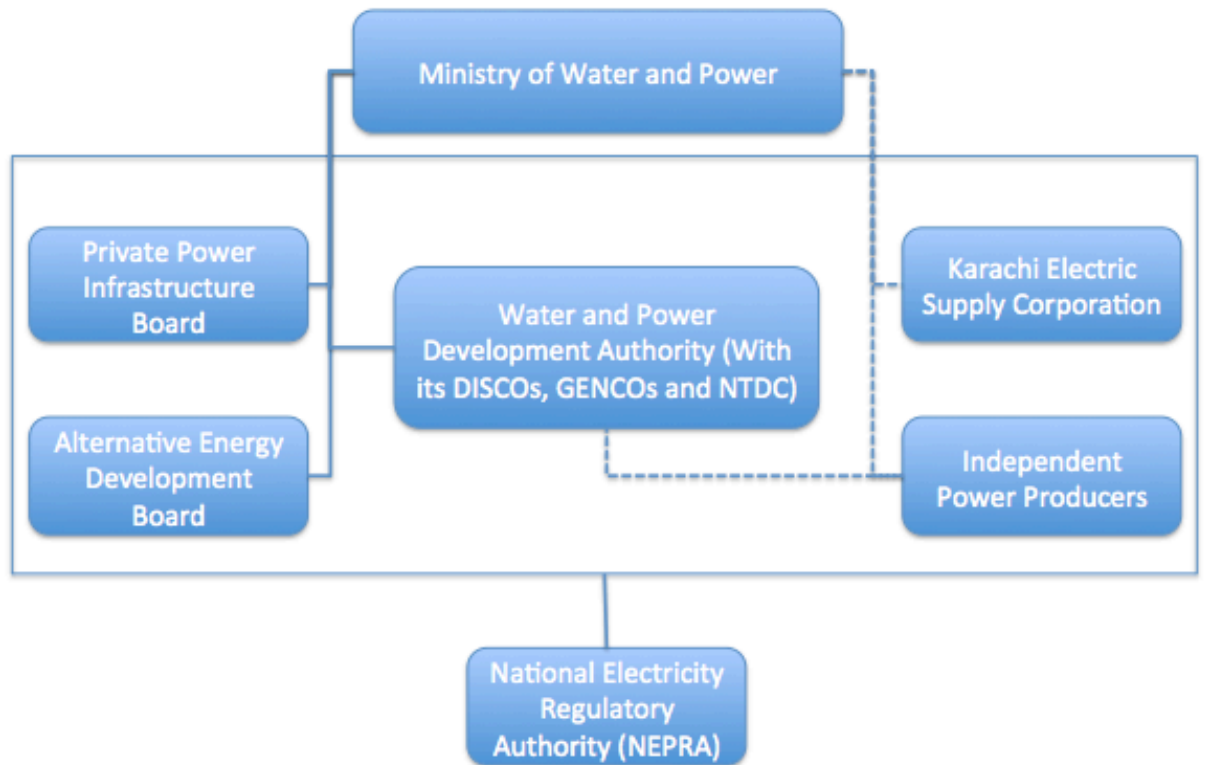 Ministry of Water and Power
Private Power
Infrastructure
Board
Water and Power
Development Authority (With
its DISCOs, GENCOs and NTDC)
Karachi Electric
Supply Corporation
Alternative Energy
Development
Board
Independent
Power Producers
National Electricity
Regulatory
Authority (NEPRA)